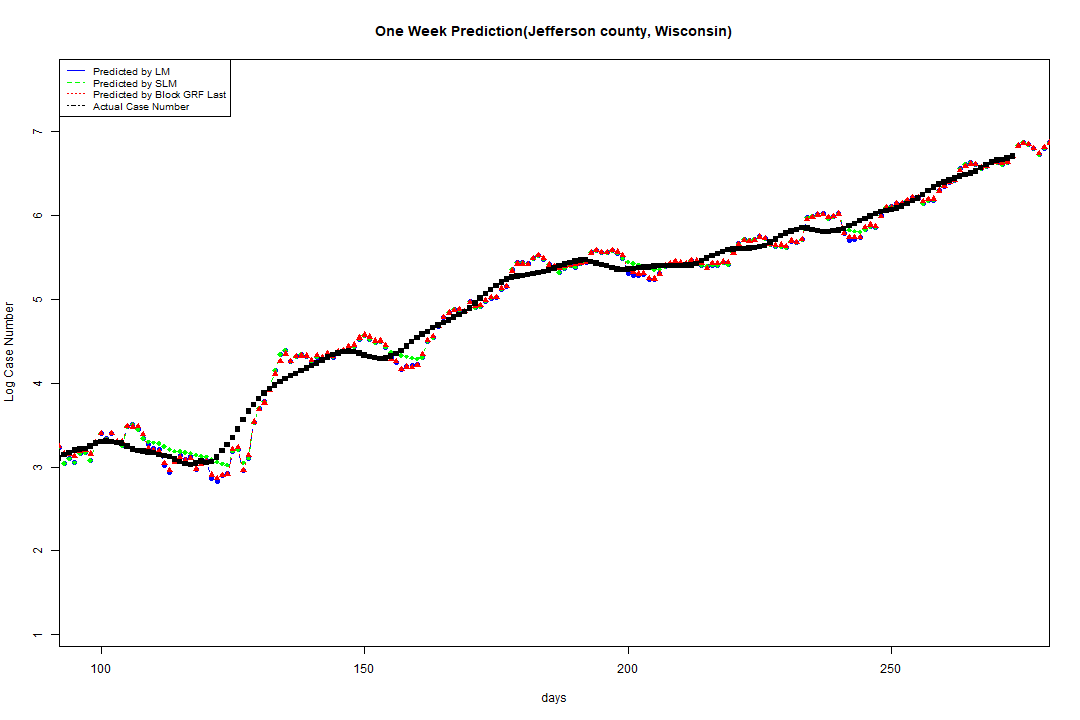 One Week Prediction(Jefferson county, Wisconsin)
Predicted by LM
Predicted by SLM
Predicted by Block GRF Last
Actual Case Number
7
6
5
4
3
2
1
Log Case Number
100 150 200 250
days